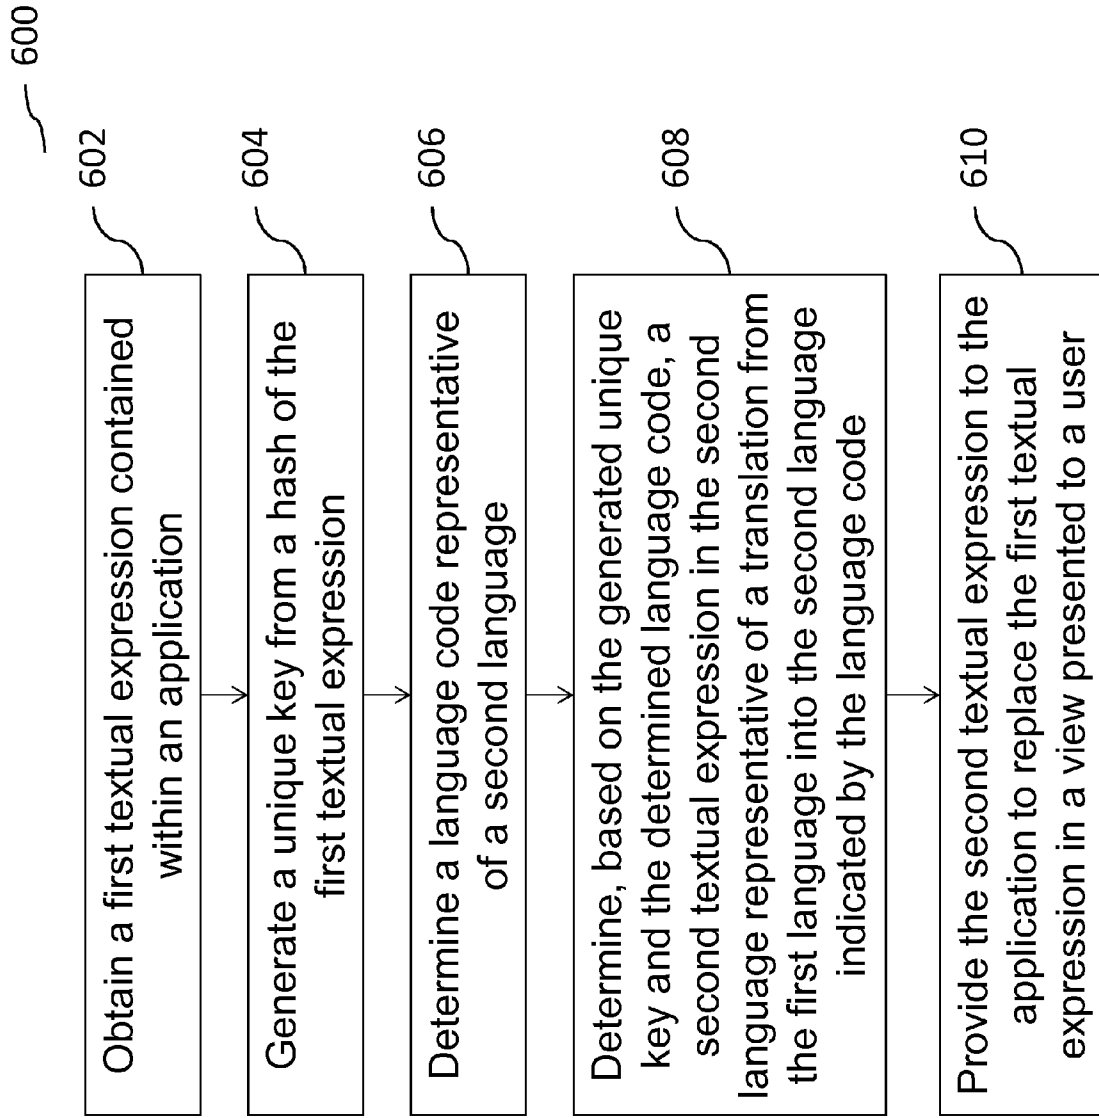 600
602
Obtain a first textual expression contained
within an application
604
Generate a unique key from a hash of the
first textual expression
606
Determine a language code representative
of a second language
608
Determine, based on the generated unique
key and the determined language code, a
second textual expression in the second
language representative of a translation from
the first language into the second language
indicated by the language code
610
Provide the second textual expression to the
application to replace the first textual
expression in a view presented to a user